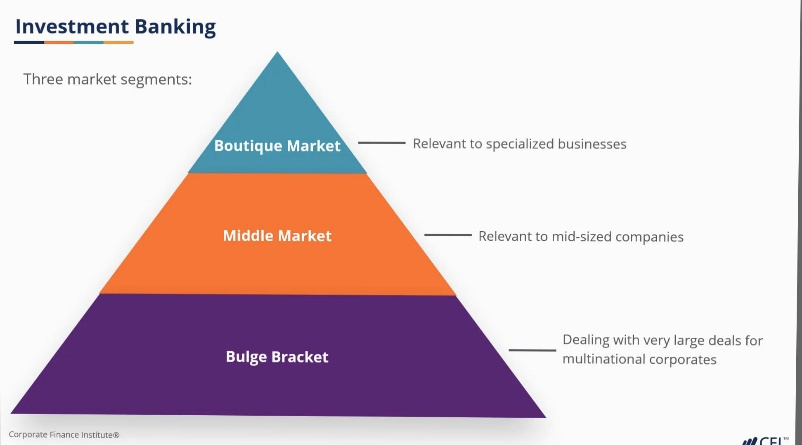 Investment Banking
Three market segments:
Boutique Market
Relevant to specialized businesses
Middle Market
Relevant to mid-sized companies
Bulge Bracket
Dealing with very large deals for
multinational corporates
Corporate Finance Institute®
CFI™